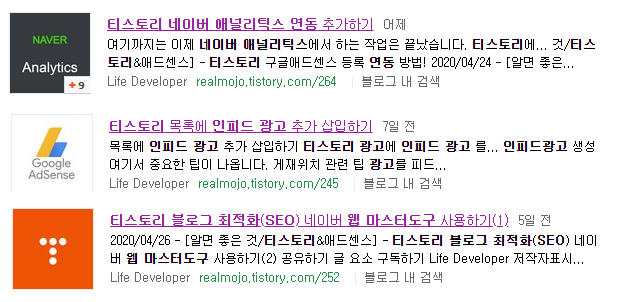 NAVER
Analytics
+ 9
티스토리 네이버 애널리틱스 연동 추가하기 어제
여기까지는 이제 네이버 애널리틱스에서 하는 작업은 끝났습니다. 티스토리에... 것/티스
토리&애드센스] - 티스토리 구글애드센스 등록 연동 방법! 2020/04/24 - [알면 좋은...
Life Developer realmojo.tistory.com/264 블로그 내 검색
Google
AdSense
티스토리 목록에 인피드 광고 추가 삽입하기 7일 전
목록에 인피드 광고 추가 삽입하기 티스토리 광고에 인피드 광고 를... 인피드광고 생성
여기서 중요한 팁이 나옵니다. 게재위치 관련 팁 광고를 피드...
Life Developer realmojo.tistory.com/245 블로그 내 검색
티스토리 블로그 최적화(SEO) 네이버 웹 마스터도구 사용하기(1) 5일 전
2020/04/26 - [알면 좋은 것/티스토리&애드센스] - 티스토리 블로그 최적화(SEO) 네이
버 웹 마스터도구 사용하기(2) 공유하기 글 요소 구독하기 Life Developer 저작자표시...
Life Developer realmojo.tistory.com/252 블로그 내 검색